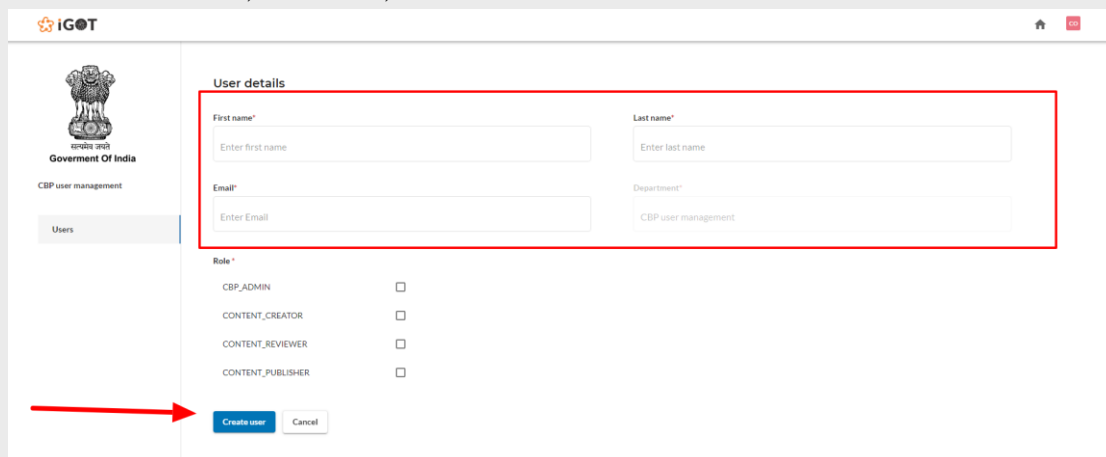 iGOT
CO
सत्यमेव जयते
Goverment Of India
CBP user management
Users
User details
First name*
Last name*
Enter first name
Enter last name
Email*
Department*
Enter Email
CBP user management
Role *
CBP_ADMIN
CONTENT_CREATOR
CONTENT_REVIEWER
CONTENT_PUBLISHER
Create user
Cancel